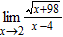 lim x→2 √(x+98) / (x−4)